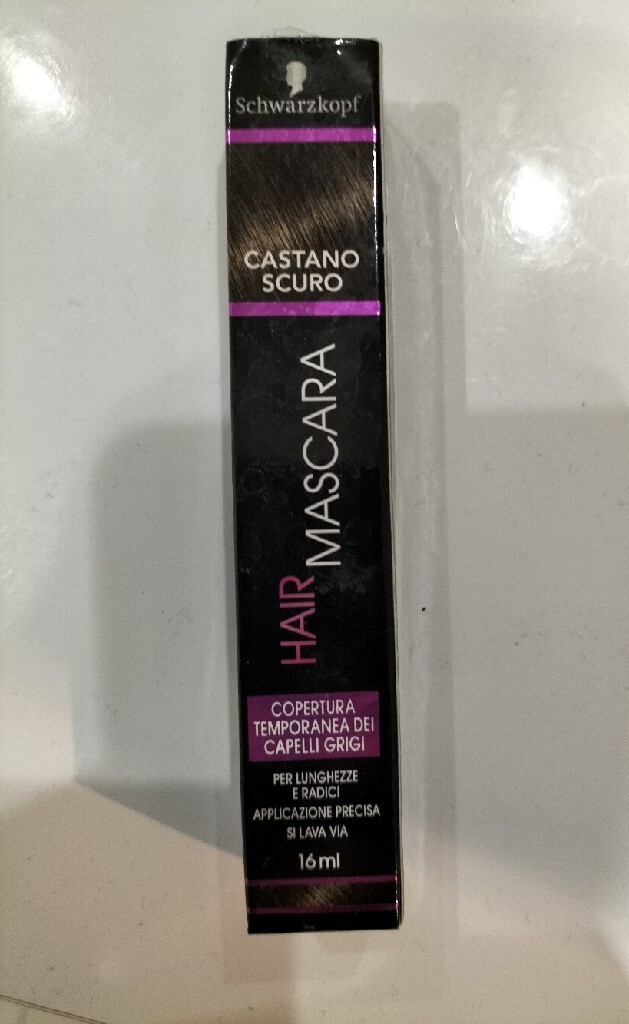 Schwarzkopf
CASTANO
SCURO
HAIR
MASCARA
COPERTURA
TEMPORANEA DEI
CAPELLI GRIGI
PER LUNGHEZZE
E RADICI
APPLICAZIONE PRECISA
SI LAVA VIA
16ml